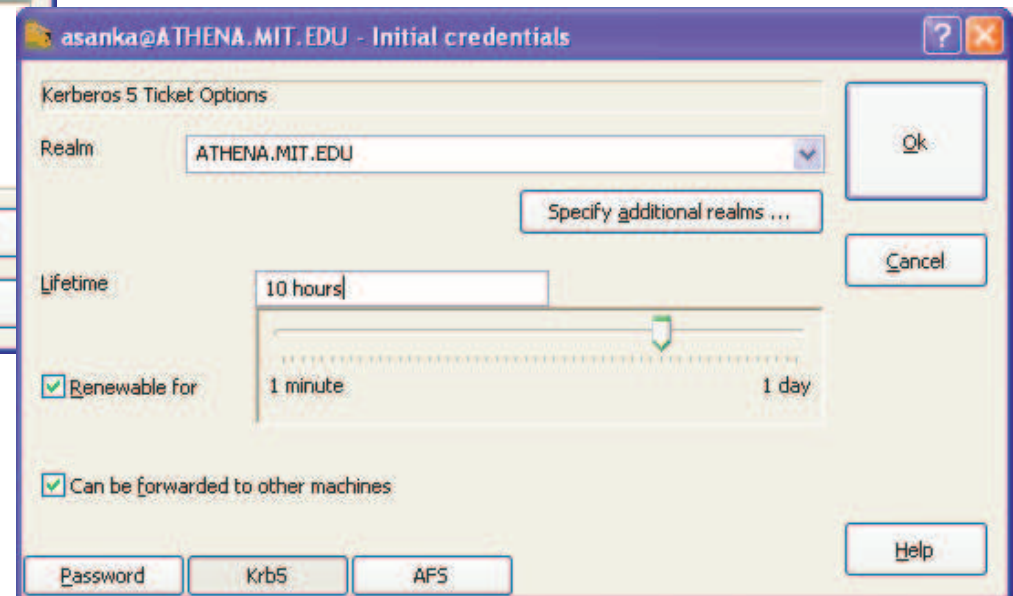 asanka@ATHENA.MIT.EDU - Initial credentials
Kerberos 5 Ticket Options
Realm
ATHENA.MIT.EDU
Ok
Specify additional realms ...
Cancel
Lifetime
10 hours
Renewable for
1 minute
1 day
Can be forwarded to other machines
Help
Password
Krb5
AFS